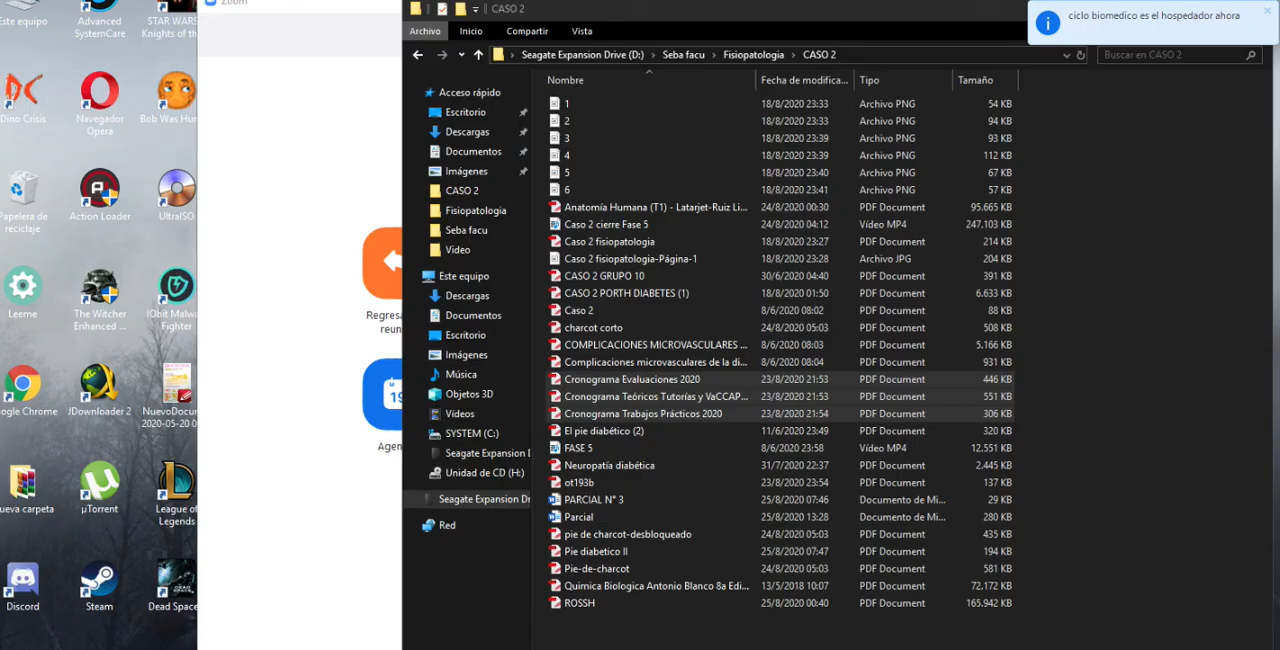 Este equipo
Advanced
SystemCare
STAR WARS
Knights of th
Dino Crisis
Navegador
Opera
Bob Was Hun
Papelera de
reciclaje
Action Loader
UltraISO
Leeme
The Witcher
Enhanced ...
IObit Malwa
Fighter
ogle Chrome
JDownloader 2
NuevoDocun
2020-05-20 0
ueva carpeta
µTorrent
League of
Legends
Discord
Steam
Dead Space
Zoom
Regresa
reuni
19
Agen
CASO 2
Archivo Inicio Compartir Vista
Seagate Expansion Drive (D:) > Seba facu > Fisiopatologia > CASO 2
Buscar en CASO 2
ciclo biomedico es el hospedador ahora
Acceso rápido
Escritorio
Descargas
Documentos
Imágenes
CASO 2
Fisiopatologia
Seba facu
Video
Este equipo
Descargas
Documentos
Escritorio
Imágenes
Música
Objetos 3D
Vídeos
SYSTEM (C:)
Seagate Expansion D
Unidad de CD (H:)
Seagate Expansion Dr
Red
Nombre Fecha de modifica... Tipo Tamaño
1 18/8/2020 23:33 Archivo PNG 54 KB
2 18/8/2020 23:33 Archivo PNG 94 KB
3 18/8/2020 23:39 Archivo PNG 93 KB
4 18/8/2020 23:39 Archivo PNG 112 KB
5 18/8/2020 23:40 Archivo PNG 67 KB
6 18/8/2020 23:41 Archivo PNG 57 KB
Anatomía Humana (T1) - Latarjet-Ruiz Li... 24/8/2020 00:30 PDF Document 95.665 KB
Caso 2 cierre Fase 5 24/8/2020 04:12 Vídeo MP4 247.103 KB
Caso 2 fisiopatologia 18/8/2020 23:27 PDF Document 214 KB
Caso 2 fisiopatologia-Página-1 18/8/2020 23:28 Archivo JPG 204 KB
CASO 2 GRUPO 10 30/6/2020 04:40 PDF Document 391 KB
CASO 2 PORTH DIABETES (1) 18/8/2020 01:50 PDF Document 6.633 KB
Caso 2 8/6/2020 08:02 PDF Document 88 KB
charcot corto 24/8/2020 05:03 PDF Document 508 KB
COMPLICACIONES MICROVASCULARES ... 8/6/2020 08:03 PDF Document 5.166 KB
Complicaciones microvasculares de la di... 8/6/2020 08:04 PDF Document 931 KB
Cronograma Evaluaciones 2020 23/8/2020 21:53 PDF Document 446 KB
Cronograma Teóricos Tutorías y VaCCAP... 23/8/2020 21:53 PDF Document 551 KB
Cronograma Trabajos Prácticos 2020 23/8/2020 21:54 PDF Document 306 KB
El pie diabético (2) 11/6/2020 23:49 PDF Document 320 KB
FASE 5 8/6/2020 23:58 Vídeo MP4 12.551 KB
Neuropatía diabética 31/7/2020 22:37 PDF Document 2.445 KB
ot193b 23/8/2020 23:54 PDF Document 137 KB
PARCIAL N° 3 25/8/2020 07:46 Documento de Mi... 29 KB
Parcial 25/8/2020 13:28 Documento de Mi... 280 KB
pie de charcot-desbloqueado 24/8/2020 05:03 PDF Document 435 KB
Pie diabetico II 25/8/2020 07:47 PDF Document 194 KB
Pie-de-charcot 24/8/2020 05:03 PDF Document 581 KB
Quimica Biologica Antonio Blanco 8a Edi... 13/5/2018 10:07 PDF Document 72.172 KB
ROSSH 25/8/2020 00:40 PDF Document 165.942 KB